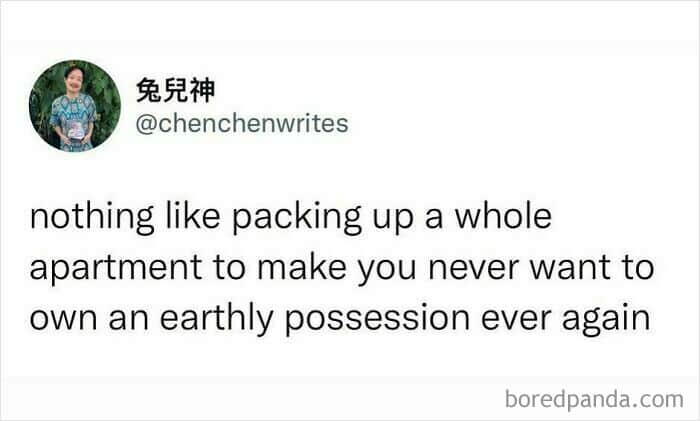 兔兒神
@chenchenwrites
nothing like packing up a whole
apartment to make you never want to
own an earthly possession ever again
boredpanda.com